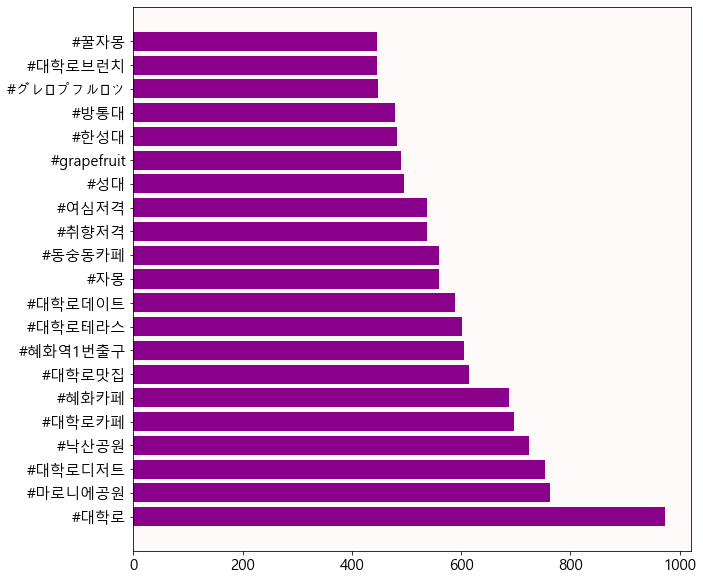 #꿀자몽
#대학로브런치
#グレ▯プフル▯ツ
#방통대
#한성대
#grapefruit
#성대
#여심저격
#취향저격
#동숭동카페
#자몽
#대학로데이트
#대학로테라스
#혜화역1번출구
#대학로맛집
#혜화카페
#대학로카페
#낙산공원
#대학로디저트
#마로니에공원
#대학로
0 200 400 600 800 1000